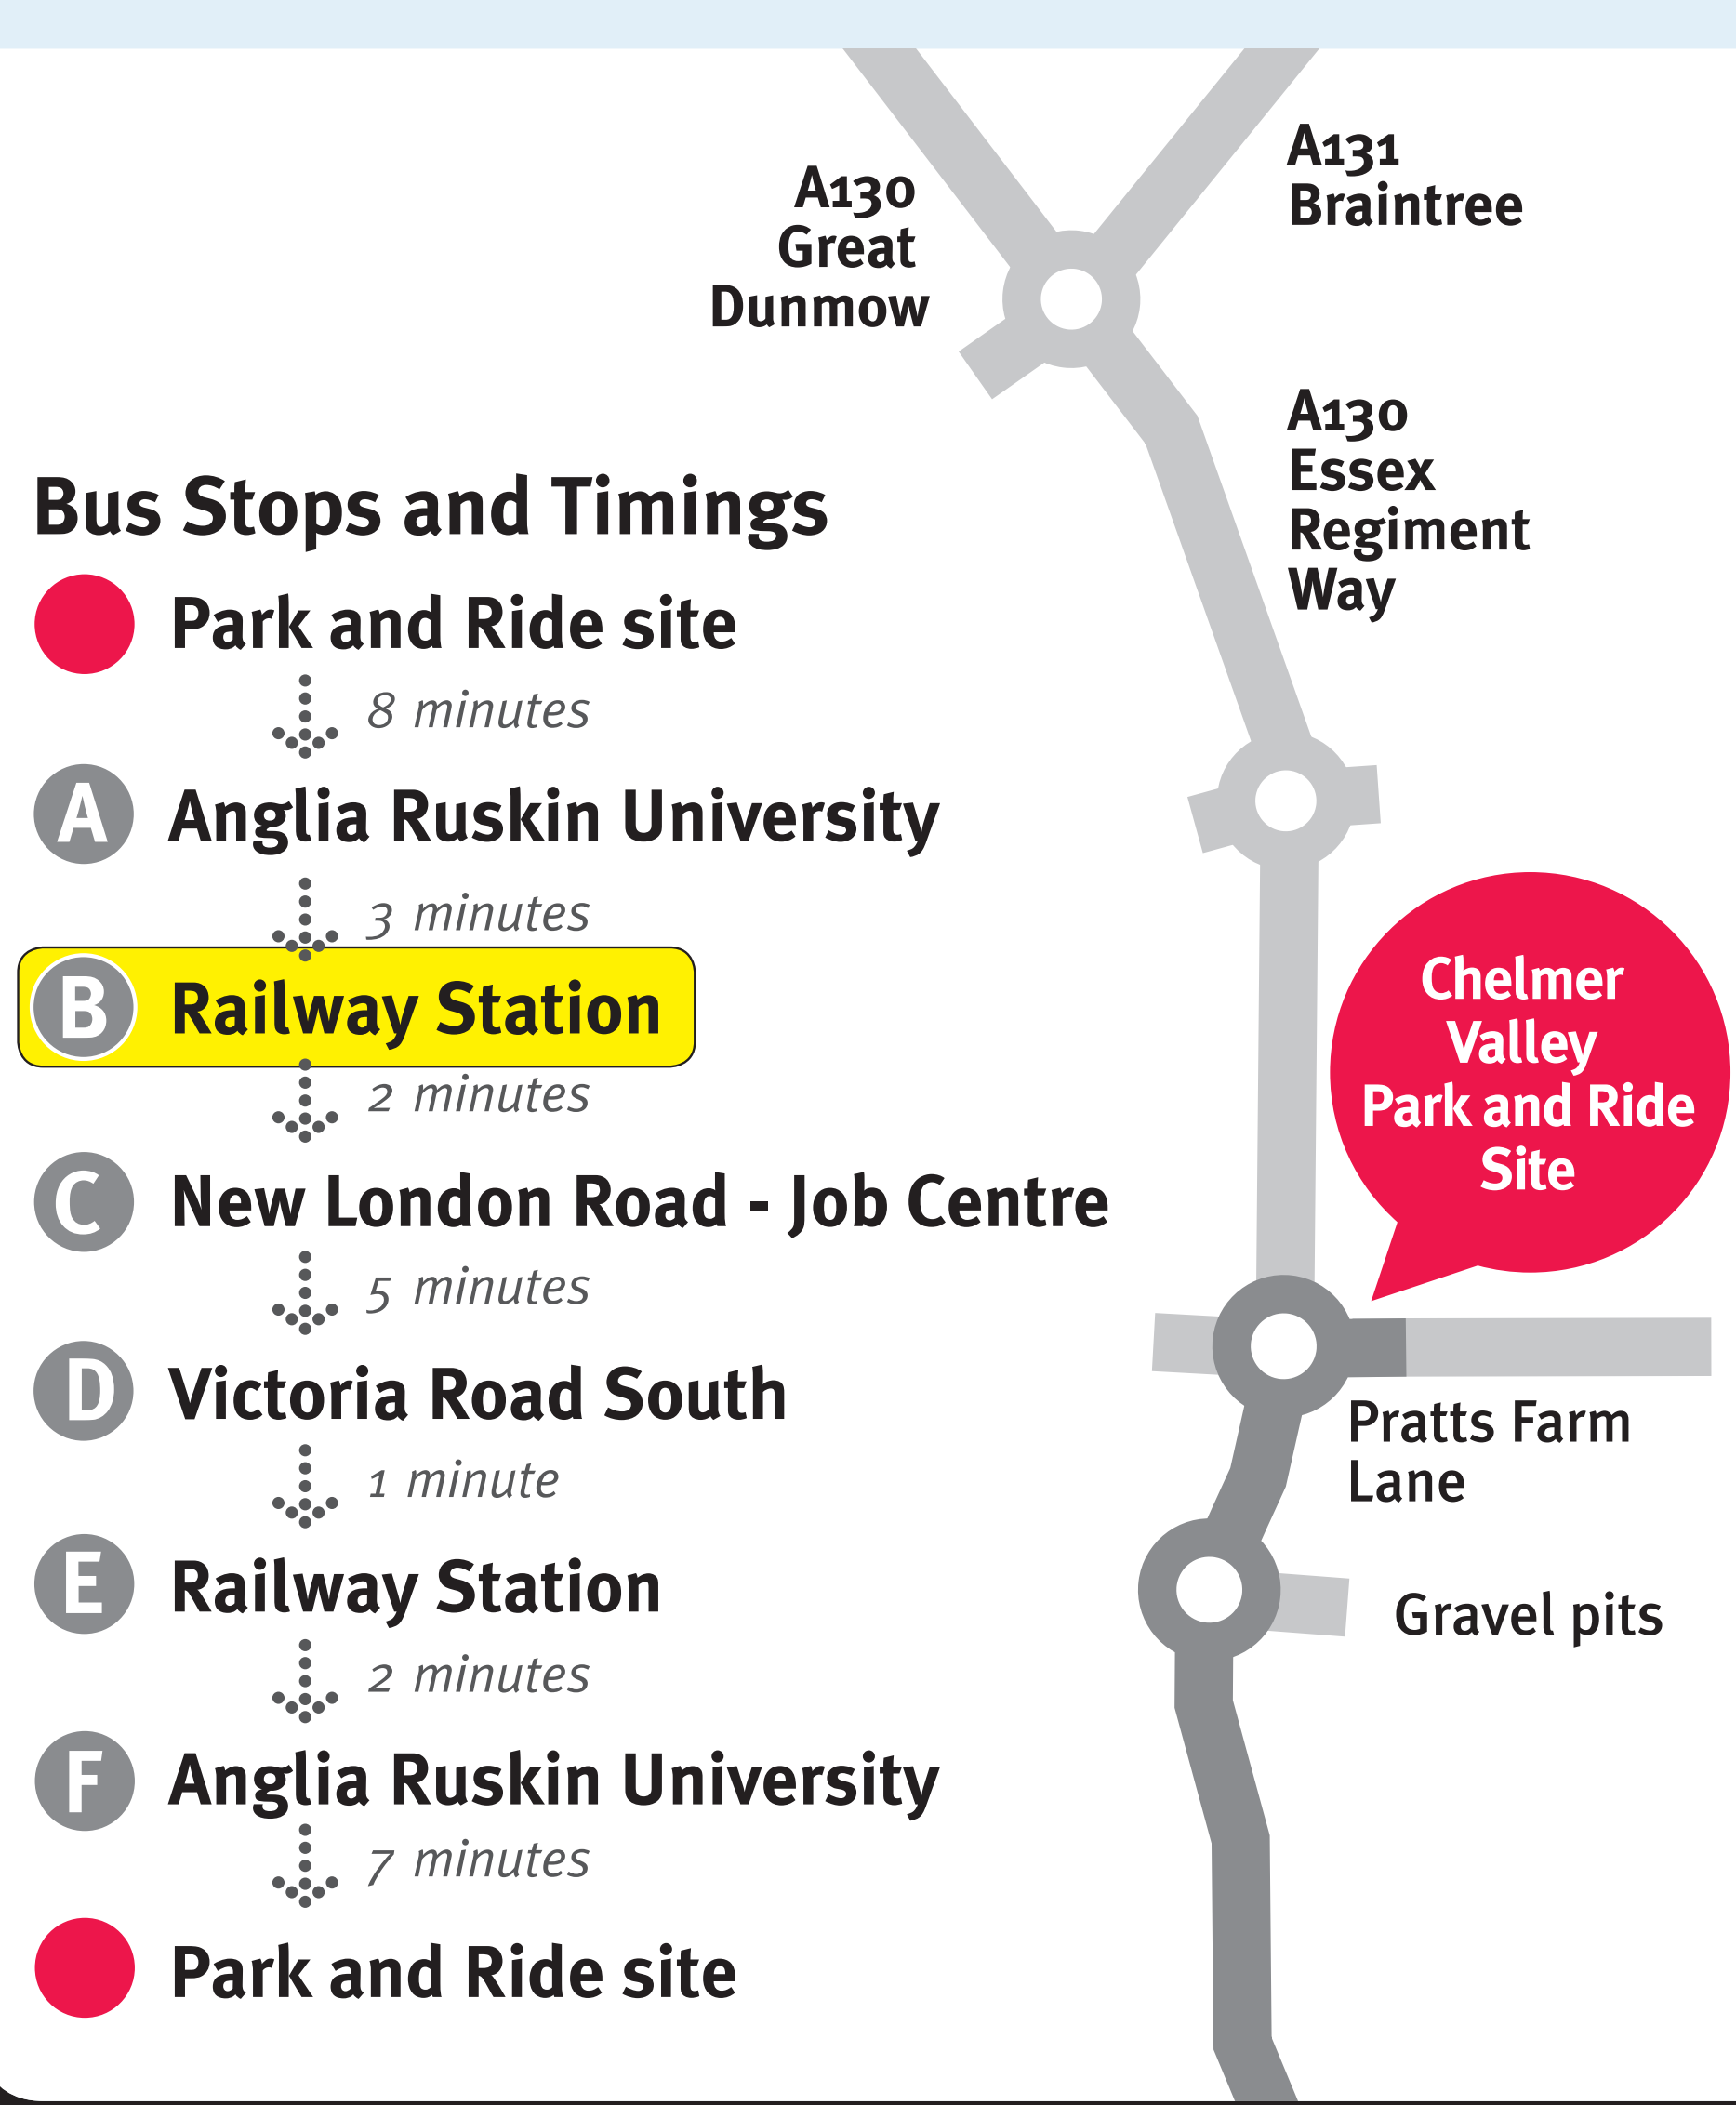 A130
Great
Dunmow
A131
Braintree
A130
Essex
Regiment
Way
Bus Stops and Timings
Park and Ride site
8 minutes
A Anglia Ruskin University
3 minutes
B Railway Station
2 minutes
C New London Road - Job Centre
5 minutes
D Victoria Road South
1 minute
E Railway Station
2 minutes
F Anglia Ruskin University
7 minutes
Park and Ride site
Chelmer
Valley
Park and Ride
Site
Pratts Farm
Lane
Gravel pits